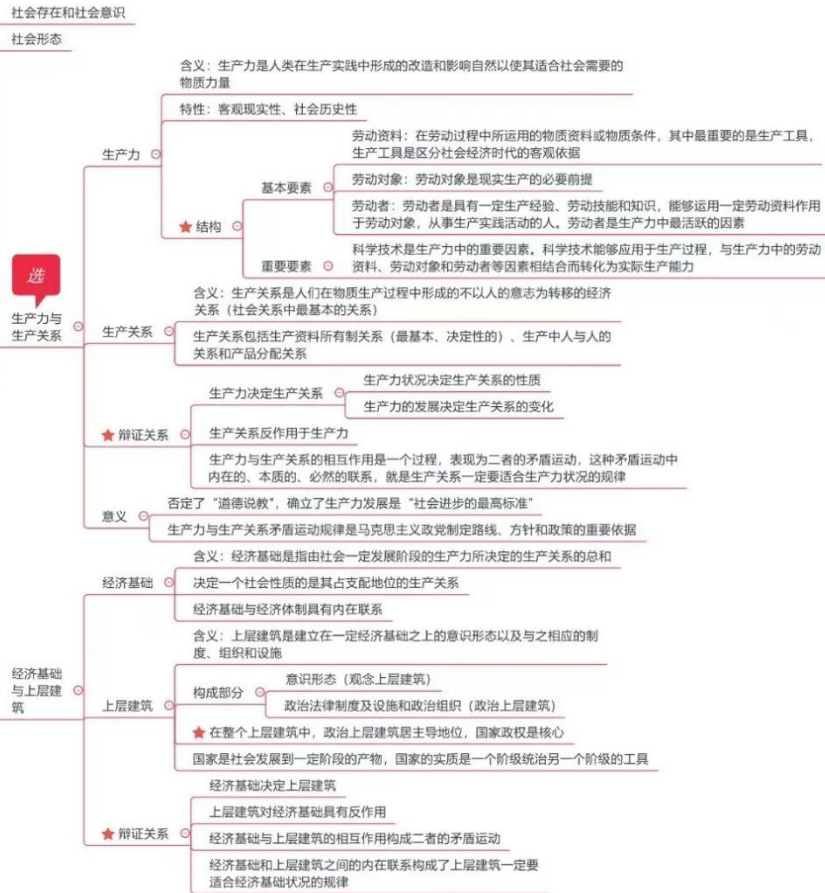 社会存在和社会意识
社会形态
选
生产力与
生产关系
生产力
含义：生产力是人类在生产实践中形成的改造和影响自然以使其适合社会需要的
物质力量
特性：客观现实性、社会历史性
结构
基本要素
劳动资料：在劳动过程中所运用的物质资料或物质条件，其中最重要的是生产工具，
生产工具是区分社会经济时代的客观依据
劳动对象：劳动对象是现实生产的必要前提
劳动者：劳动者是具有一定生产经验、劳动技能和知识，能够运用一定劳动资料作用
于劳动对象，从事生产实践活动的人。劳动者是生产力中最活跃的因素
重要要素
科学技术是生产力中的重要因素。科学技术能够应用于生产过程，与生产力中的劳动
资料、劳动对象和劳动者等因素相结合而转化为实际生产能力
生产关系
含义：生产关系是人们在物质生产过程中形成的不以人的意志为转移的经济
关系（社会关系中最基本的关系）
生产关系包括生产资料所有制关系（最基本、决定性的）、生产中人与人的
关系和产品分配关系
辩证关系
生产力决定生产关系
生产力状况决定生产关系的性质
生产力的发展决定生产关系的变化
生产关系反作用于生产力
生产力与生产关系的相互作用是一个过程，表现为二者的矛盾运动，这种矛盾运动中
内在的、本质的、必然的联系，就是生产关系一定要适合生产力状况的规律
意义
否定了“道德说教”，确立了生产力发展是“社会进步的最高标准”
生产力与生产关系矛盾运动规律是马克思主义政党制定路线、方针和政策的重要依据
经济基础
与上层建
筑
经济基础
含义：经济基础是指由社会一定发展阶段的生产力所决定的生产关系的总和
决定一个社会性质的是其占支配地位的生产关系
经济基础与经济体制具有内在联系
上层建筑
含义：上层建筑是建立在一定经济基础之上的意识形态以及与之相应的制
度、组织和设施
构成部分
意识形态（观念上层建筑）
政治法律制度及设施和政治组织（政治上层建筑）
在整个上层建筑中，政治上层建筑居主导地位，国家政权是核心
国家是社会发展到一定阶段的产物，国家的实质是一个阶级统治另一个阶级的工具
辩证关系
经济基础决定上层建筑
上层建筑对经济基础具有反作用
经济基础与上层建筑的相互作用构成二者的矛盾运动
经济基础和上层建筑之间的内在联系构成了上层建筑一定要
适合经济基础状况的规律